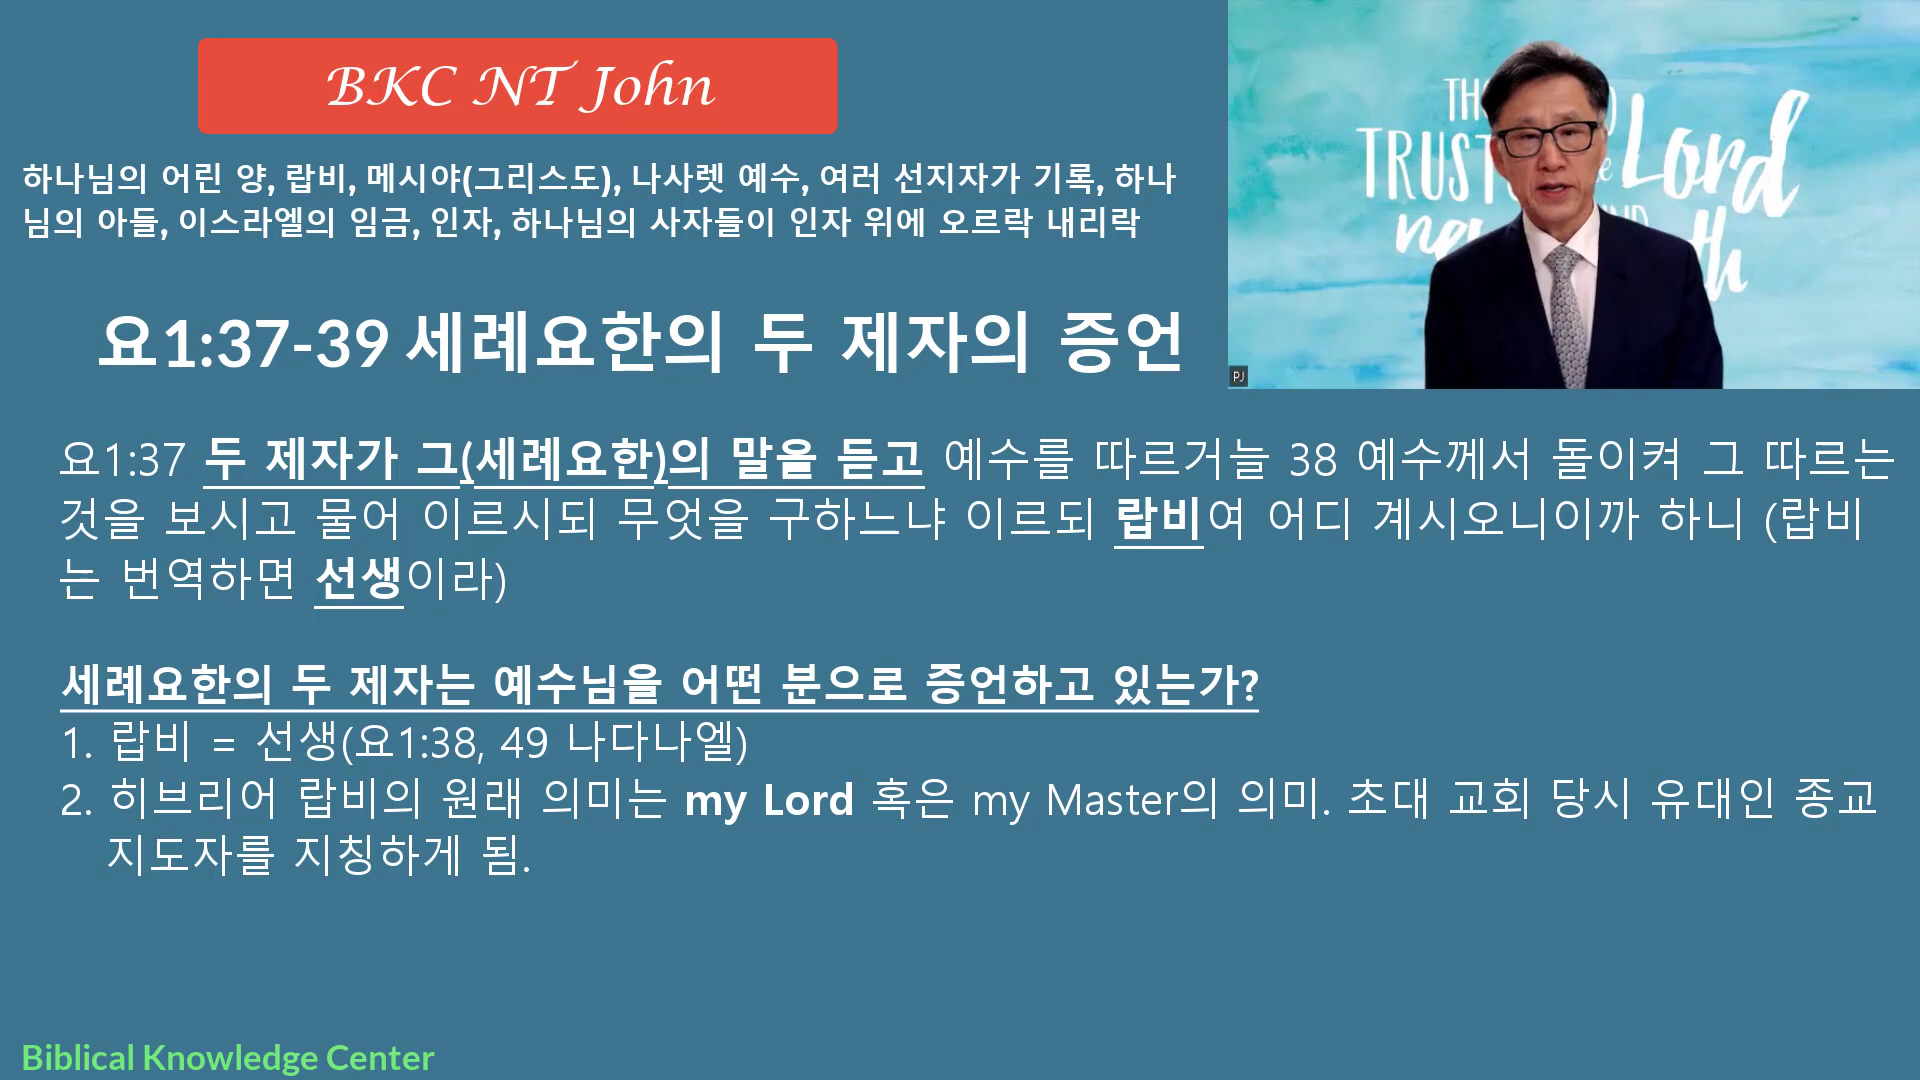 BKC NT John
하나님의 어린 양, 랍비, 메시야(그리스도), 나사렛 예수, 여러 선지자가 기록, 하나
님의 아들, 이스라엘의 임금, 인자, 하나님의 사자들이 인자 위에 오르락 내리락
요1:37-39 세례요한의 두 제자의 증언
TRUST
Lord
PJ
요1:37 두 제자가 그(세례요한)의 말을 듣고 예수를 따르거늘 38 예수께서 돌이켜 그 따르는
것을 보시고 물어 이르시되 무엇을 구하느냐 이르되 랍비여 어디 계시오니이까 하니 (랍비
는 번역하면 선생이라)
세례요한의 두 제자는 예수님을 어떤 분으로 증언하고 있는가?
1. 랍비 = 선생(요1:38, 49 나다나엘)
2. 히브리어 랍비의 원래 의미는 my Lord 혹은 my Master의 의미. 초대 교회 당시 유대인 종교
지도자를 지칭하게 됨.
Biblical Knowledge Center